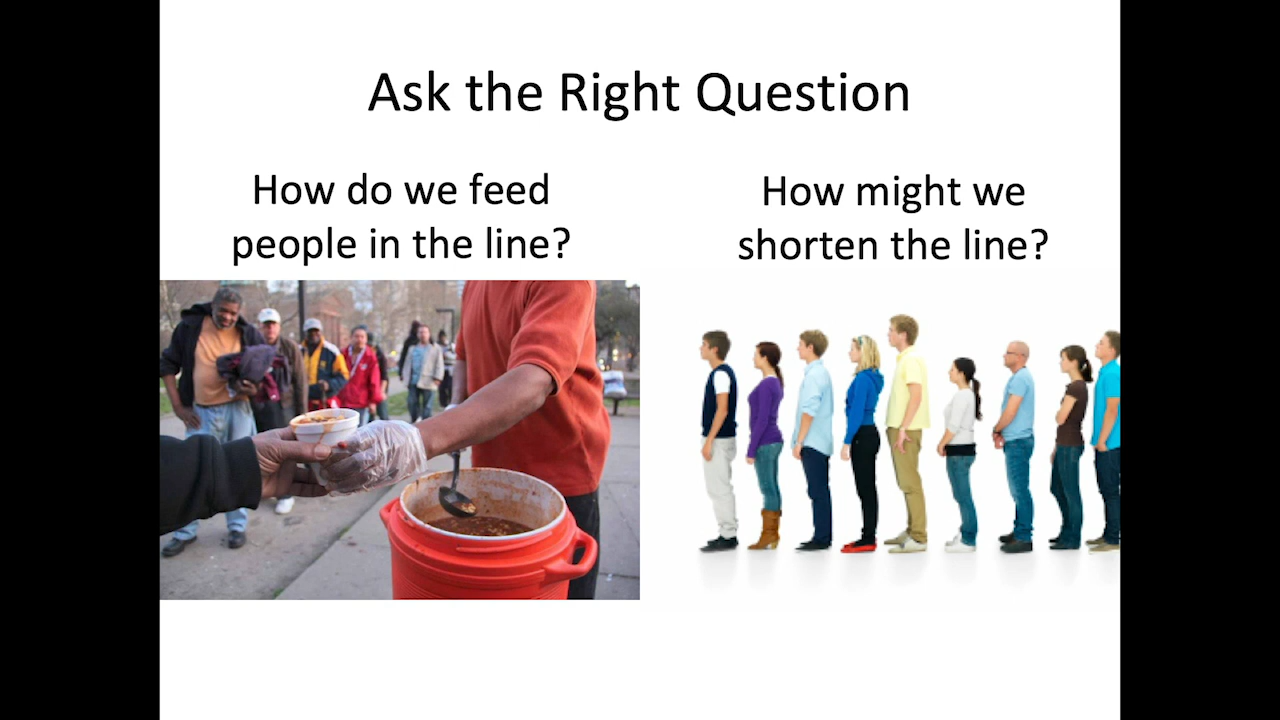 Ask the Right Question
How do we feed
people in the line?
How might we
shorten the line?